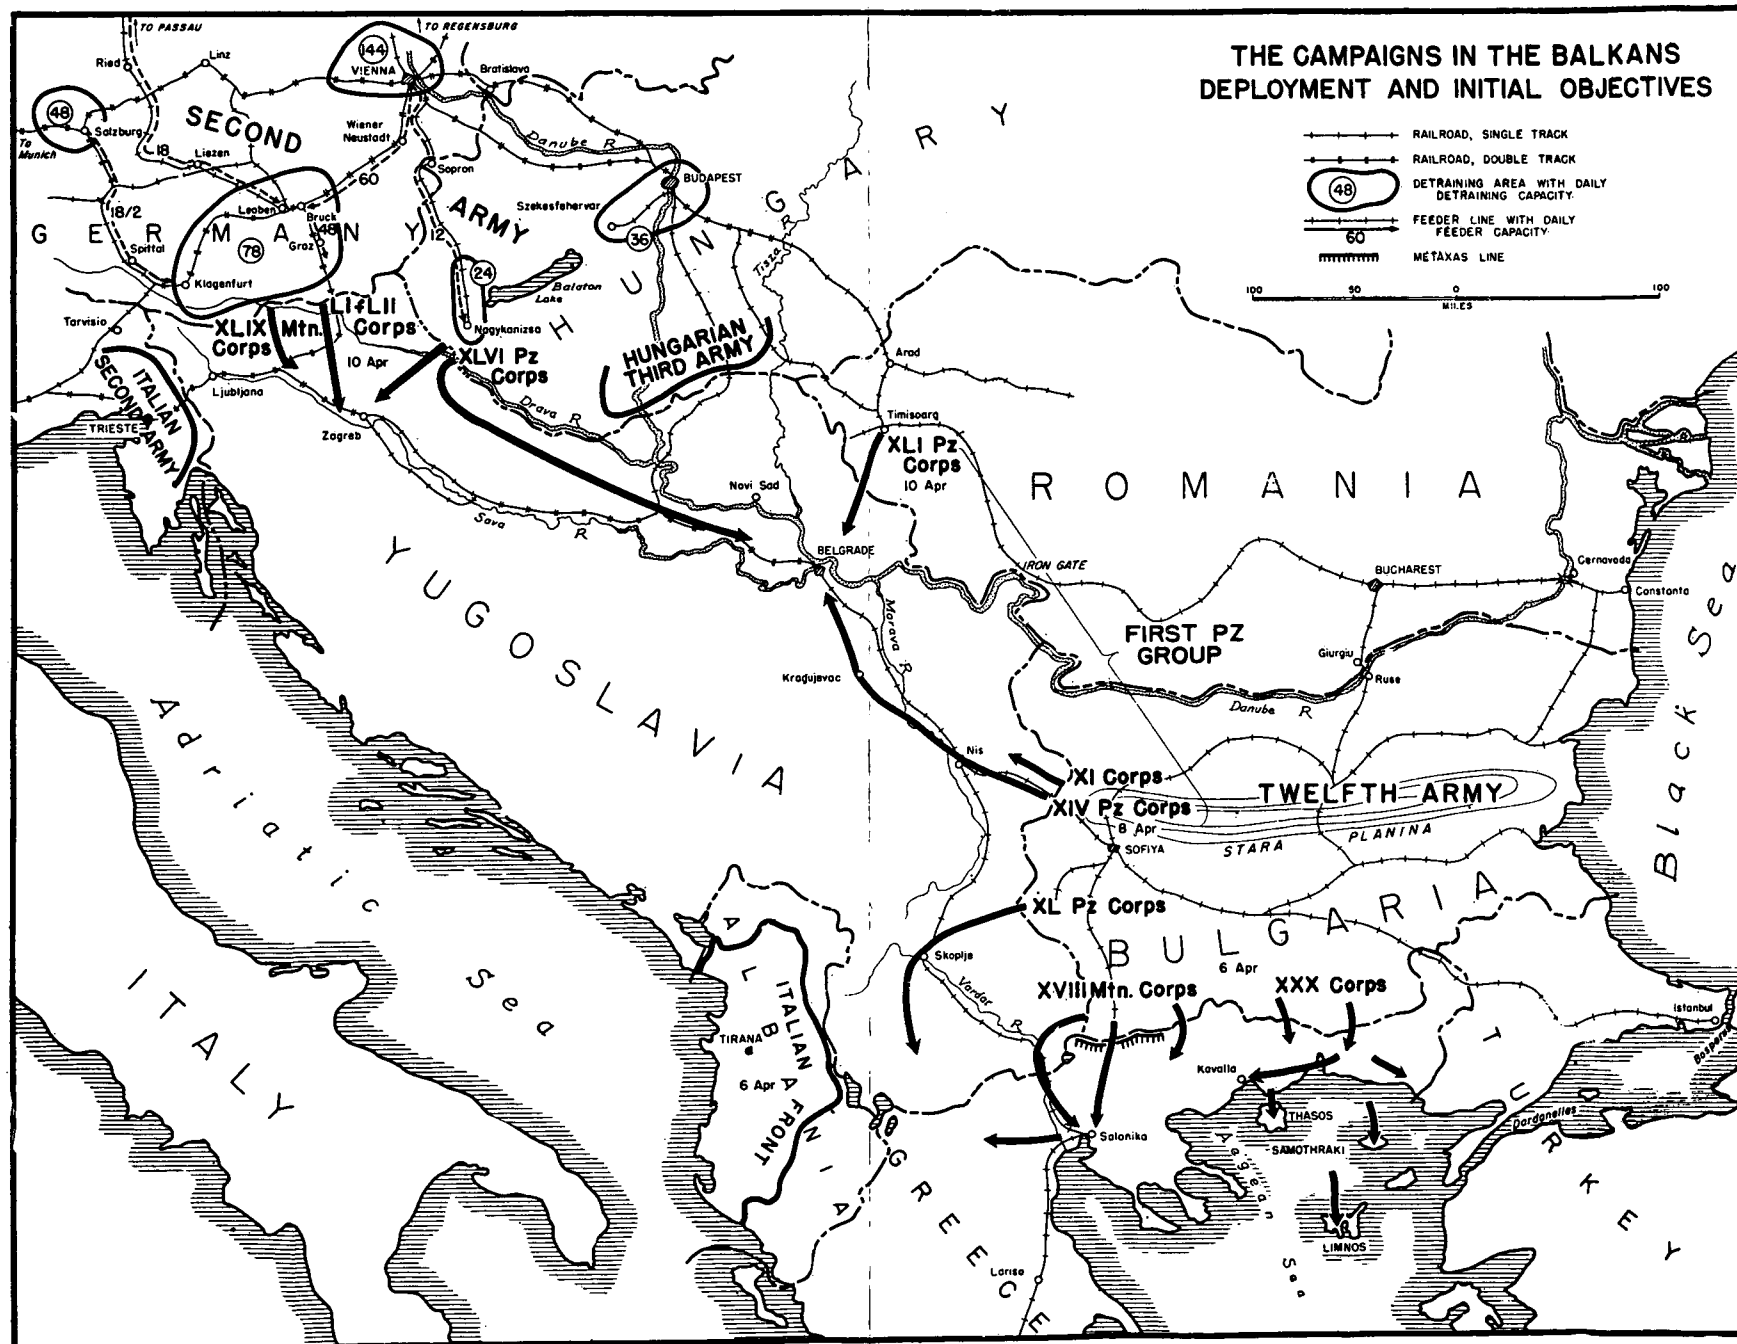 THE CAMPAIGNS IN THE BALKANS
DEPLOYMENT AND INITIAL OBJECTIVES
RAILROAD, SINGLE TRACK
RAILROAD, DOUBLE TRACK
48
DETRAINING AREA WITH DAILY
DETRAINING CAPACITY
FEEDER LINE WITH DAILY
FEEDER CAPACITY
60
METAXAS LINE
100
50
0
100
MILES
TO PASSAU
TO REGENSBURG
Ried
Linz
144
VIENNA
Bratislava
48
Salzburg
To
Munich
SECOND
ARMY
Wiener
Neustadt
Danube R
18
Liezen
60
Sopron
BUDAPEST
Szekesfehervar
36
18/2
Leoben
Bruck
48
Graz
78
GERMANY
12
Spittal
Klagenfurt
24
Balaton
Lake
Nagykanizsa
HUNGARY
Tisza R
Tarvisio
XLIX Mtn.
Corps
LI & LII
Corps
10 Apr
XLVI Pz
Corps
HUNGARIAN
THIRD ARMY
Arad
ITALIAN
SECOND ARMY
TRIESTE
Ljubljana
Zagreb
Drava R
Timisoara
XLI Pz
Corps
10 Apr
ROMANIA
Novi Sad
Sava R
BELGRADE
IRON GATE
BUCHAREST
Cernavoda
Constanta
YUGOSLAVIA
Morava R
FIRST PZ
GROUP
Giurgiu
Ruse
Danube R
Kragujevac
Black Sea
Nis
XI Corps
XIV Pz Corps
8 Apr
SOFIYA
TWELFTH ARMY
STARA PLANINA
Adriatic Sea
XL Pz Corps
BULGARIA
6 Apr
Skoplje
Vardar R
XVIII Mtn. Corps
XXX Corps
Istanbul
Bosporus
ITALY
ALBANIA
ITALIAN FRONT
TIRANA
6 Apr
Kavalla
THASOS
SAMOTHRAKI
Dardanelles
TURKEY
Salonika
Aegean Sea
LIMNOS
GREECE
Larisa